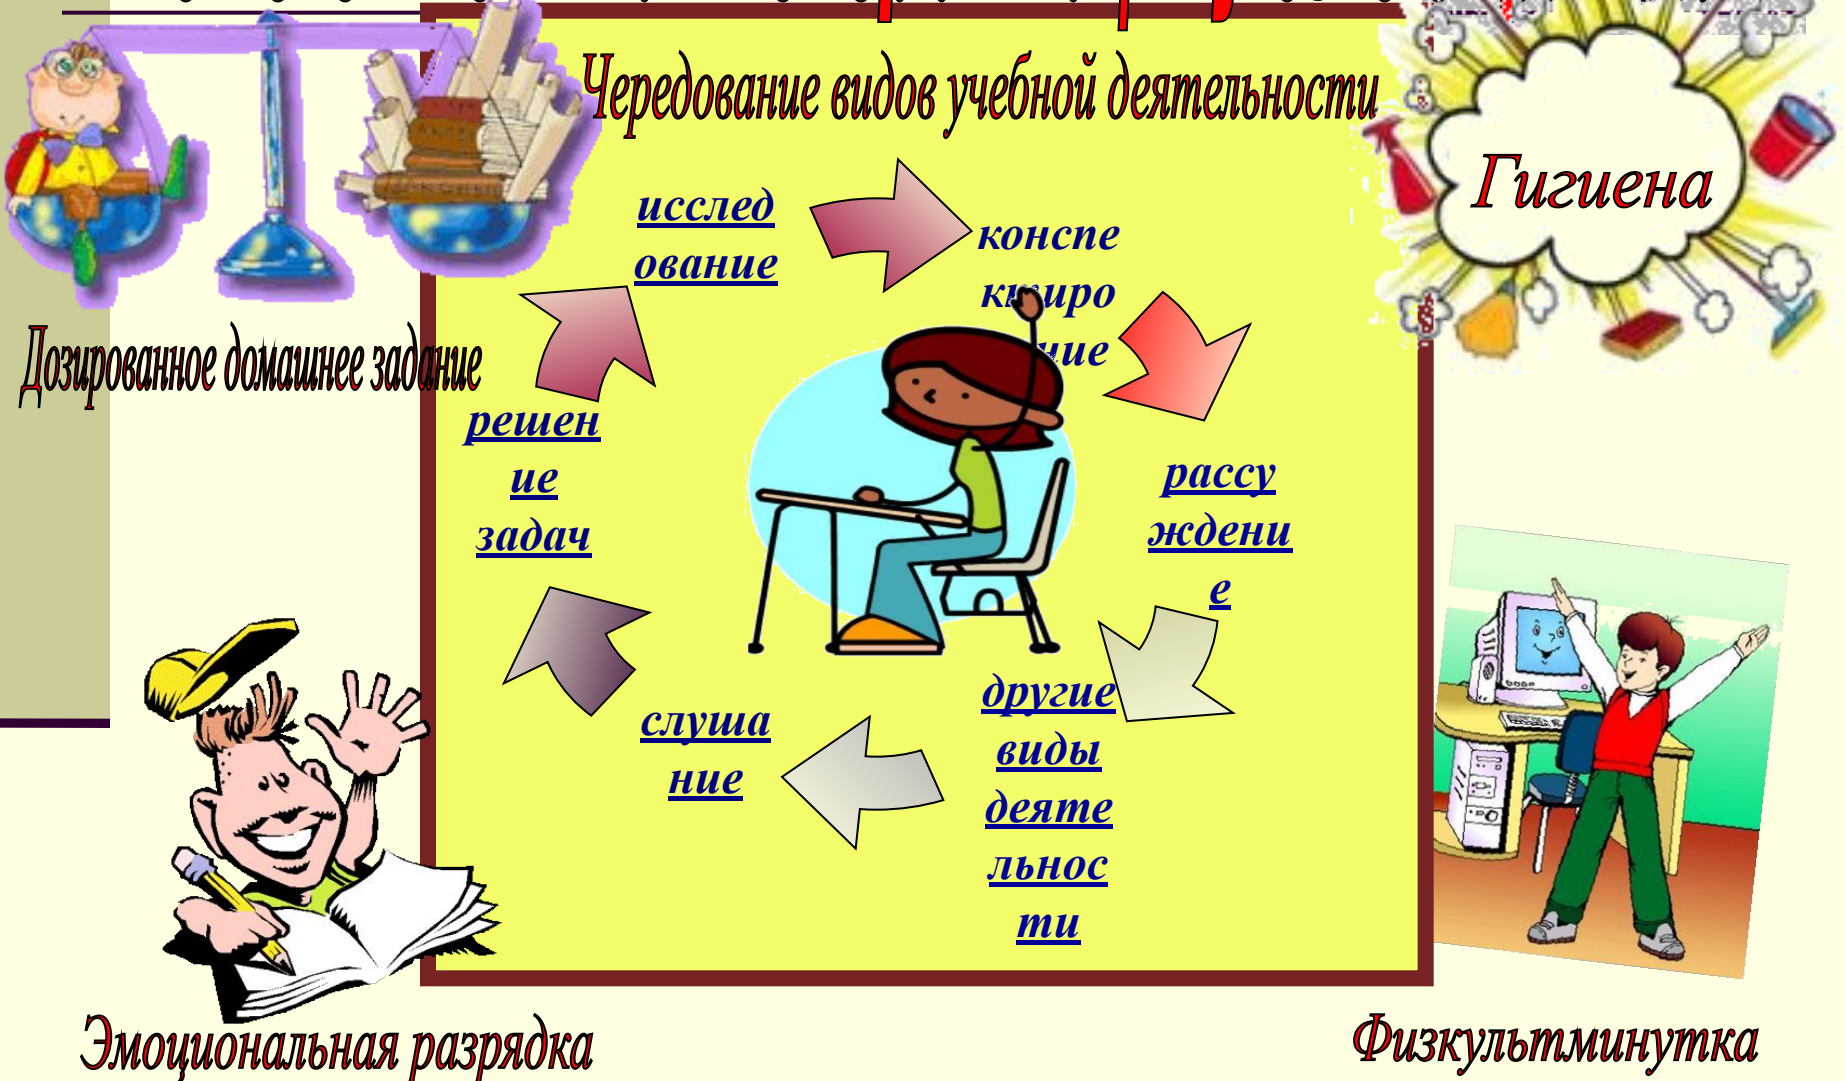 Чередование видов учебной деятельности
Гигиена
исслед
ование
конспе
ние
Дозированное домашнее задание
решен
ие
задач
рассу
ждени
е
слуша
ние
другие
виды
деяте
льнос
ти
Эмоциональная разрядка
Физкультминутка